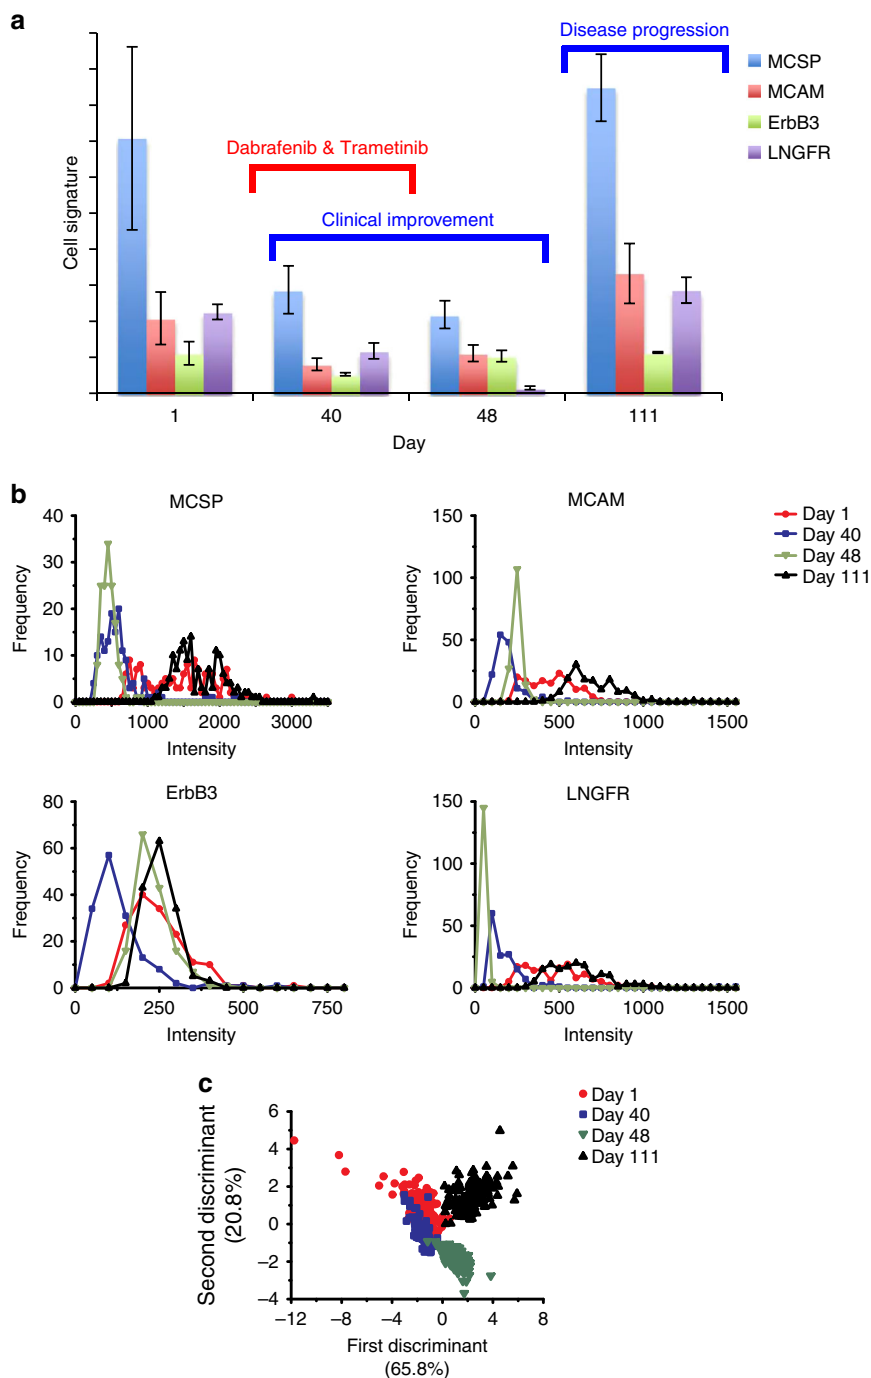 a
Disease progression
MCSP
MCAM
ErbB3
LNGFR
Dabrafenib & Trametinib
Clinical improvement
Cell signature
1 40 48 111
Day
b
MCSP
40
30
20
10
0
Frequency
0 1000 2000 3000
Intensity
MCAM
150
100
50
0
Frequency
0 500 1000 1500
Intensity
Day 1
Day 40
Day 48
Day 111
ErbB3
80
60
40
20
0
Frequency
0 250 500 750
Intensity
LNGFR
150
100
50
0
Frequency
0 500 1000 1500
Intensity
c
Day 1
Day 40
Day 48
Day 111
Second discriminant
(20.8%)
6
4
2
0
−2
−4
−12 −8 −4 0 4 8
First discriminant
(65.8%)